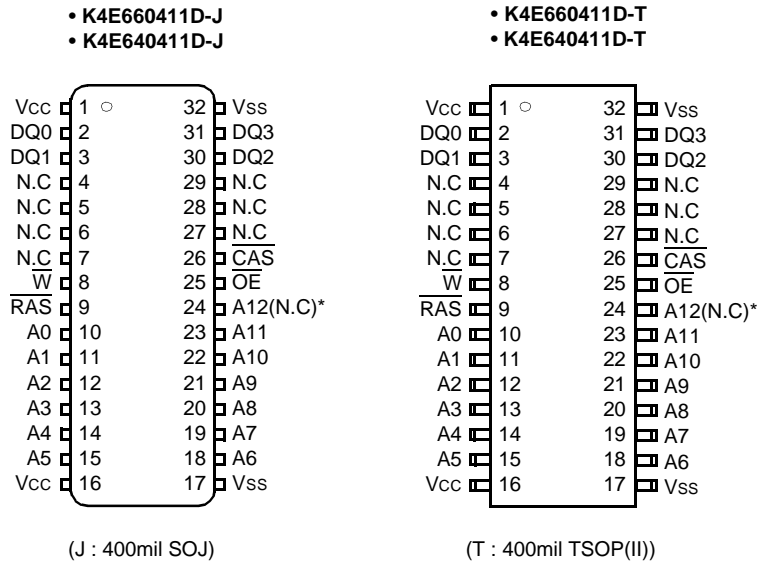 • K4E660411D-J
• K4E640411D-J
Vcc 1 32 Vss
DQ0 2 31 DQ3
DQ1 3 30 DQ2
N.C 4 29 N.C
N.C 5 28 N.C
N.C 6 27 N.C
N.C 7 26 CAS
W 8 25 OE
RAS 9 24 A12(N.C)*
A0 10 23 A11
A1 11 22 A10
A2 12 21 A9
A3 13 20 A8
A4 14 19 A7
A5 15 18 A6
Vcc 16 17 Vss
(J : 400mil SOJ)
• K4E660411D-T
• K4E640411D-T
Vcc 1 32 Vss
DQ0 2 31 DQ3
DQ1 3 30 DQ2
N.C 4 29 N.C
N.C 5 28 N.C
N.C 6 27 N.C
N.C 7 26 CAS
W 8 25 OE
RAS 9 24 A12(N.C)*
A0 10 23 A11
A1 11 22 A10
A2 12 21 A9
A3 13 20 A8
A4 14 19 A7
A5 15 18 A6
Vcc 16 17 Vss
(T : 400mil TSOP(II))